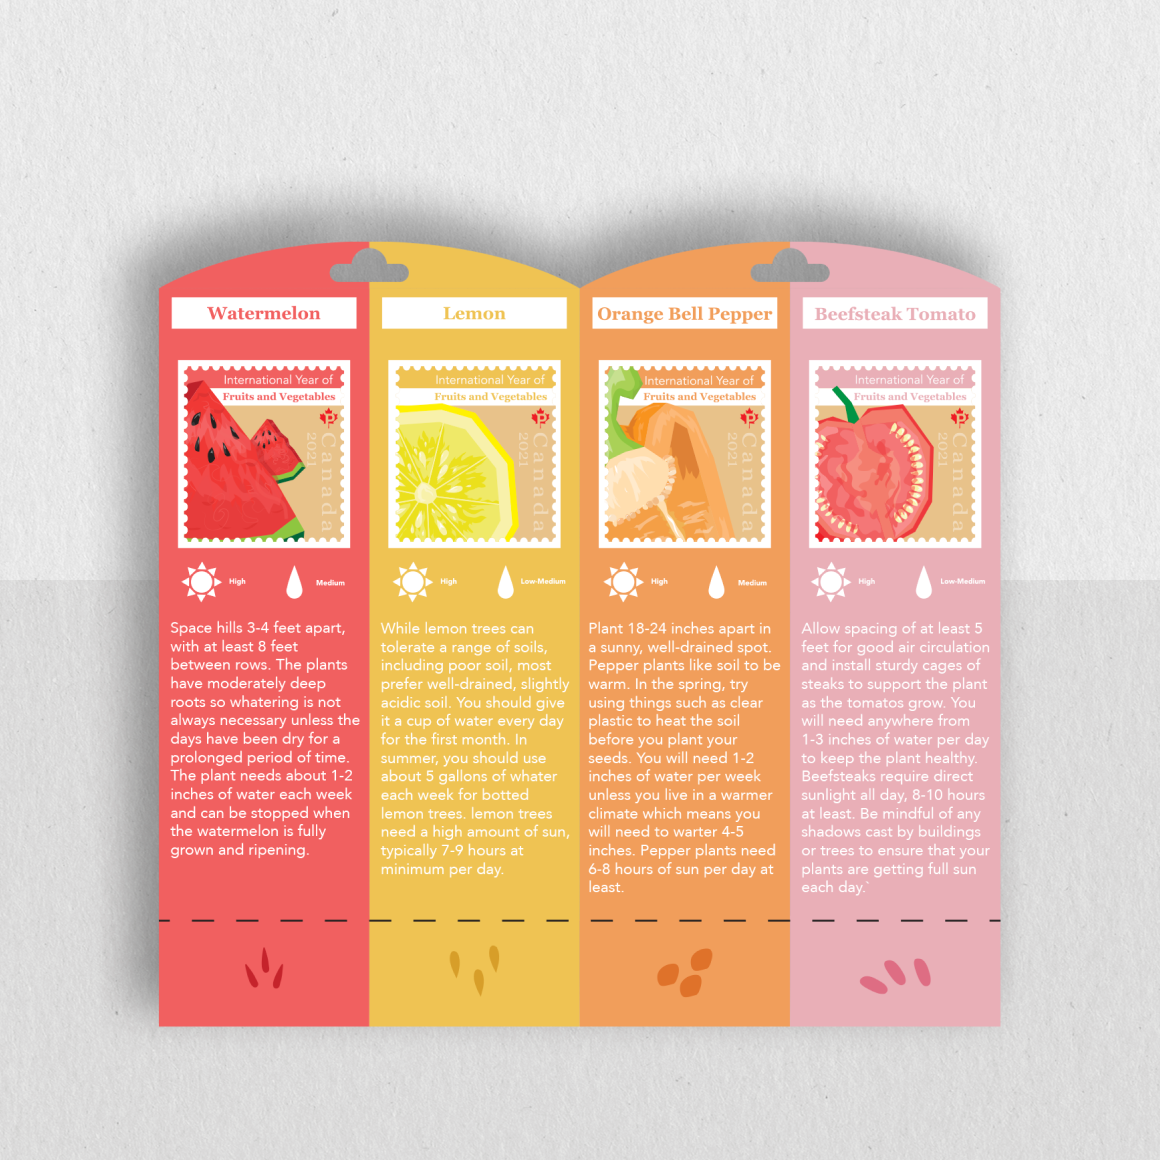 Watermelon
International Year of
Fruits and Vegetables
P
Canada
2021
High
Medium
Space hills 3-4 feet apart,
with at least 8 feet
between rows. The plants
have moderately deep
roots so whatering is not
always necessary unless the
days have been dry for a
prolonged period of time.
The plant needs about 1-2
inches of water each week
and can be stopped when
the watermelon is fully
grown and ripening.
Lemon
International Year of
Fruits and Vegetables
Canada
2021
High
Low-Medium
While lemon trees can
tolerate a range of soils,
including poor soil, most
prefer well-drained, slightly
acidic soil. You should give
it a cup of water every day
for the first month. In
summer, you should use
about 5 gallons of whater
each week for botted
lemon trees. lemon trees
need a high amount of sun,
typically 7-9 hours at
minimum per day.
Orange Bell Pepper
International Year of
Fruits and Vegetables
P
Canada
2021
High
Medium
Plant 18-24 inches apart in
a sunny, well-drained spot.
Pepper plants like soil to be
warm. In the spring, try
using things such as clear
plastic to heat the soil
before you plant your
seeds. You will need 1-2
inches of water per week
unless you live in a warmer
climate which means you
will need to warter 4-5
inches. Pepper plants need
6-8 hours of sun per day at
least.
Beefsteak Tomato
International Year of
Fruits and Vegetables
P
Canada
2021
High
Low-Medium
Allow spacing of at least 5
feet for good air circulation
and install sturdy cages of
steaks to support the plant
as the tomatos grow. You
will need anywhere from
1-3 inches of water per day
to keep the plant healthy.
Beefsteaks require direct
sunlight all day, 8-10 hours
at least. Be mindful of any
shadows cast by buildings
or trees to ensure that your
plants are getting full sun
each day.